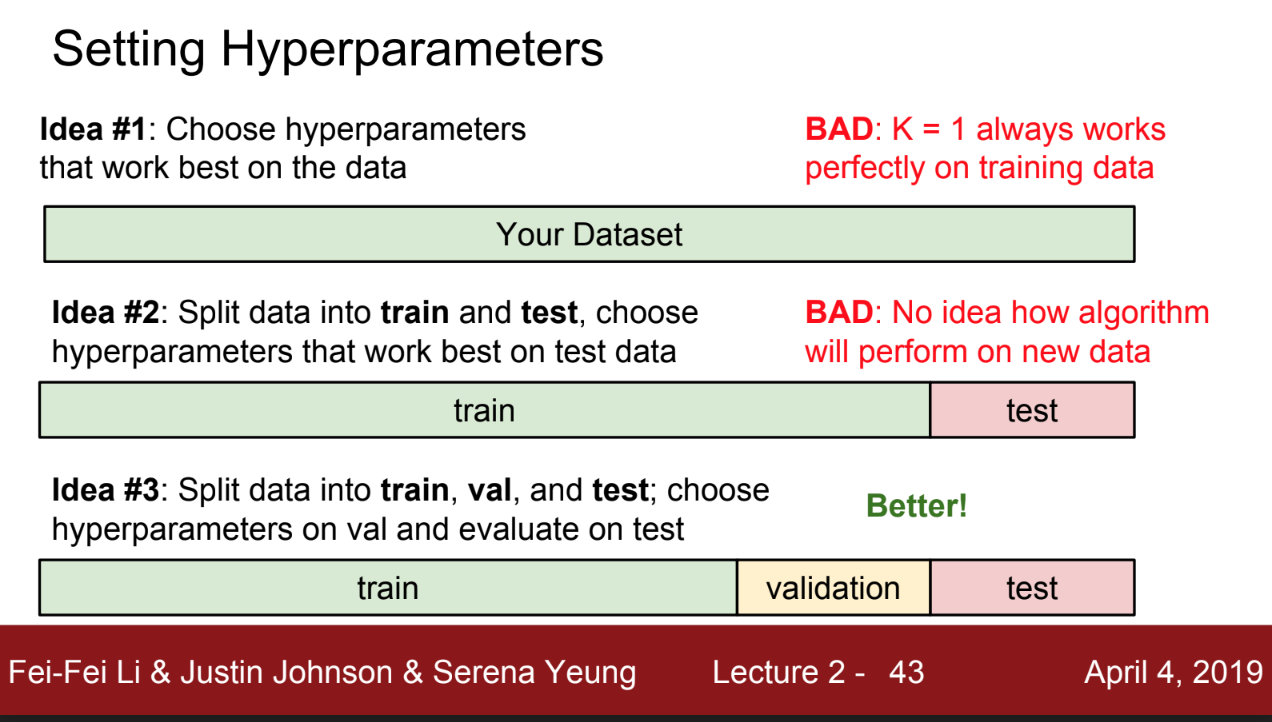 Setting Hyperparameters
Idea #1: Choose hyperparameters
that work best on the data
BAD: K = 1 always works
perfectly on training data
Your Dataset
Idea #2: Split data into train and test, choose
hyperparameters that work best on test data
BAD: No idea how algorithm
will perform on new data
train
test
Idea #3: Split data into train, val, and test; choose
hyperparameters on val and evaluate on test
Better!
train
validation
test
Fei-Fei Li & Justin Johnson & Serena Yeung
Lecture 2 - 43
April 4, 2019